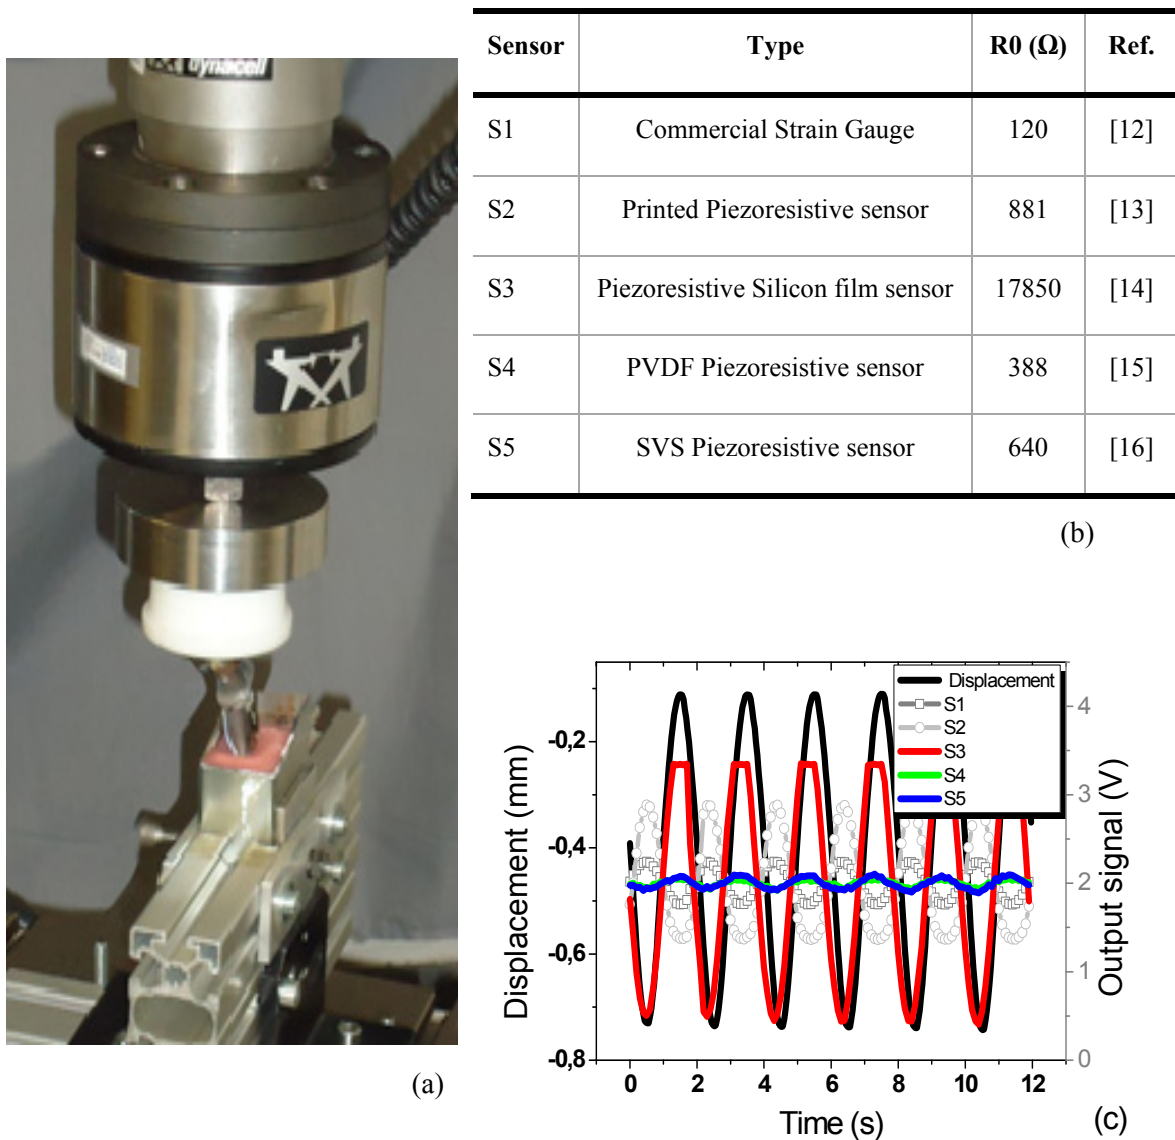 dynacell
(a)
Sensor Type R0 (Ω) Ref.
S1 Commercial Strain Gauge 120 [12]
S2 Printed Piezoresistive sensor 881 [13]
S3 Piezoresistive Silicon film sensor 17850 [14]
S4 PVDF Piezoresistive sensor 388 [15]
S5 SVS Piezoresistive sensor 640 [16]
(b)
Displacement
S1
S2
S3
S4
S5
-0,2
-0,4
-0,6
-0,8
Displacement (mm)
4
3
2
1
0
Output signal (V)
0 2 4 6 8 10 12
Time (s)
(c)